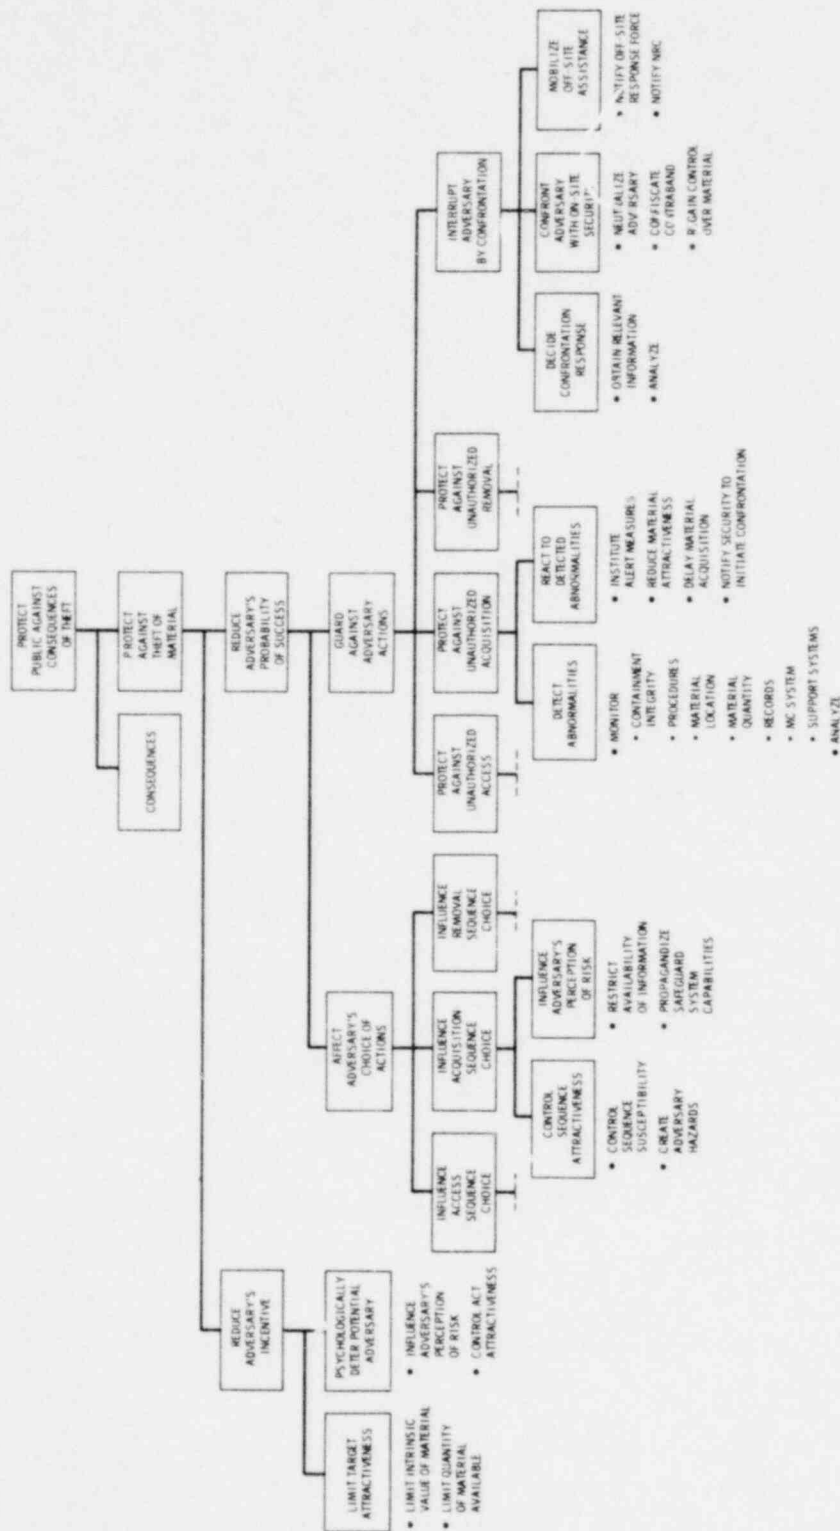 PROTECT
PUBLIC AGAINST
CONSEQUENCES
OF THEFT
CONSEQUENCES
PROTECT
AGAINST
THEFT OF
MATERIAL
REDUCE
ADVERSARY'S
INCENTIVE
REDUCE
ADVERSARY'S
PROBABILITY
OF SUCCESS
LIMIT TARGET
ATTRACTIVENESS
• LIMIT INTRINSIC
VALUE OF MATERIAL
• LIMIT QUANTITY
OF MATERIAL
AVAILABLE
PSYCHOLOGICALLY
DETER POTENTIAL
ADVERSARY
• INFLUENCE
ADVERSARY'S
PERCEPTION
OF RISK
• CONTROL ACT
ATTRACTIVENESS
AFFECT
ADVERSARY'S
CHOICE OF
ACTIONS
GUARD
AGAINST
ADVERSARY
ACTIONS
INFLUENCE
ACCESS
SEQUENCE
CHOICE
INFLUENCE
ACQUISITION
SEQUENCE
CHOICE
INFLUENCE
REMOVAL
SEQUENCE
CHOICE
CONTROL
SEQUENCE
ATTRACTIVENESS
• CONTROL
SEQUENCE
SUSCEPTIBILITY
• CREATE
ADVERSARY
HAZARDS
INFLUENCE
ADVERSARY'S
PERCEPTION
OF RISK
• RESTRICT
AVAILABILITY
OF INFORMATION
• PROPAGANDIZE
SAFEGUARD
SYSTEM
CAPABILITIES
PROTECT
AGAINST
UNAUTHORIZED
ACCESS
PROTECT
AGAINST
UNAUTHORIZED
ACQUISITION
PROTECT
AGAINST
UNAUTHORIZED
REMOVAL
INTERRUPT
ADVERSARY
BY CONFRONTATION
DETECT
ABNORMALITIES
• MONITOR
• CONTAINMENT
INTEGRITY
• PROCEDURES
• MATERIAL
LOCATION
• MATERIAL
QUANTITY
• RECORDS
• MC SYSTEM
• SUPPORT SYSTEMS
• ANALYZE
REACT TO
DETECTED
ABNORMALITIES
• INSTITUTE
ALERT MEASURES
• REDUCE MATERIAL
ATTRACTIVENESS
• DELAY MATERIAL
ACQUISITION
• NOTIFY SECURITY TO
INITIATE CONFRONTATION
DECIDE
CONFRONTATION
RESPONSE
• OBTAIN RELEVANT
INFORMATION
• ANALYZE
CONFRONT
ADVERSARY
WITH ON-SITE
SECURITY
• NEUTRALIZE
ADVERSARY
• CONFISCATE
CONTRABAND
• REGAIN CONTROL
OVER MATERIAL
MOBILIZE
OFF-SITE
ASSISTANCE
• NOTIFY OFF-SITE
RESPONSE FORCE
• NOTIFY NRC